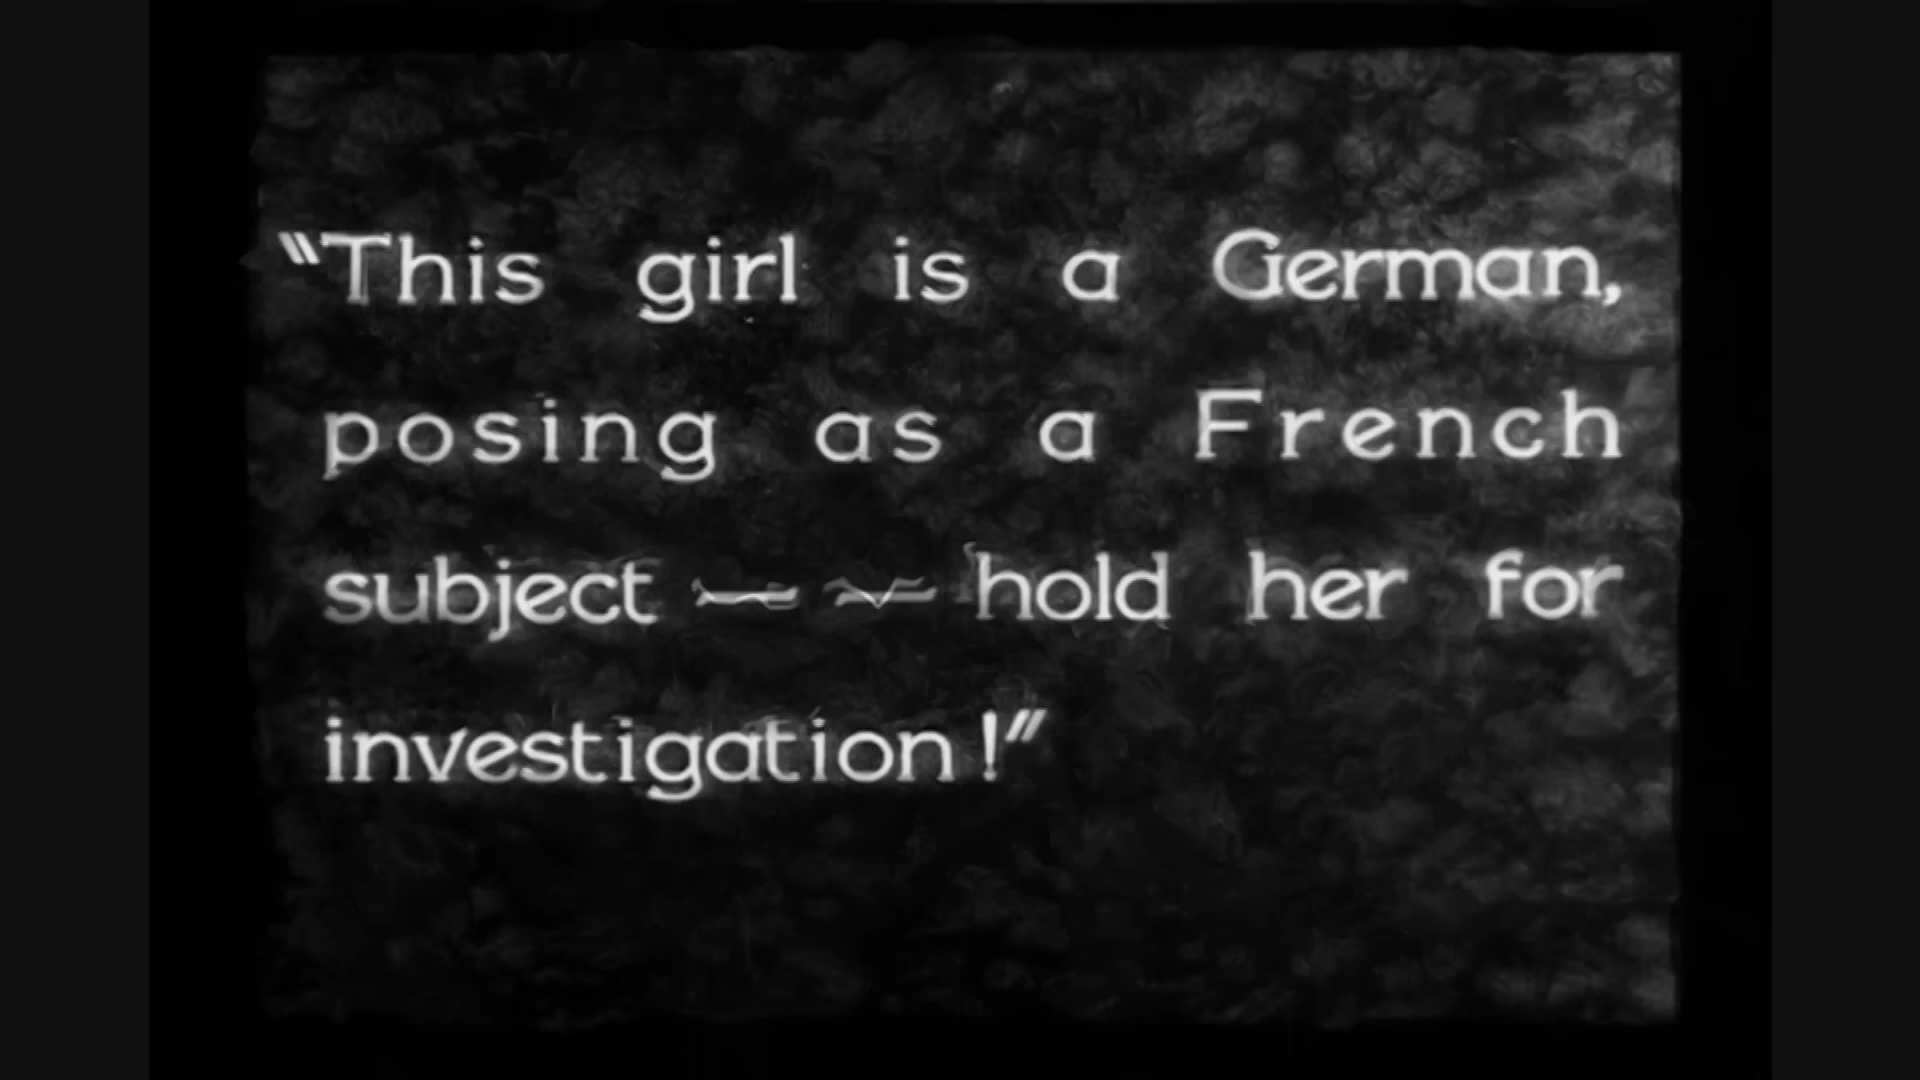 "This girl is a German,
posing as a French
subject — — hold her for
investigation!"